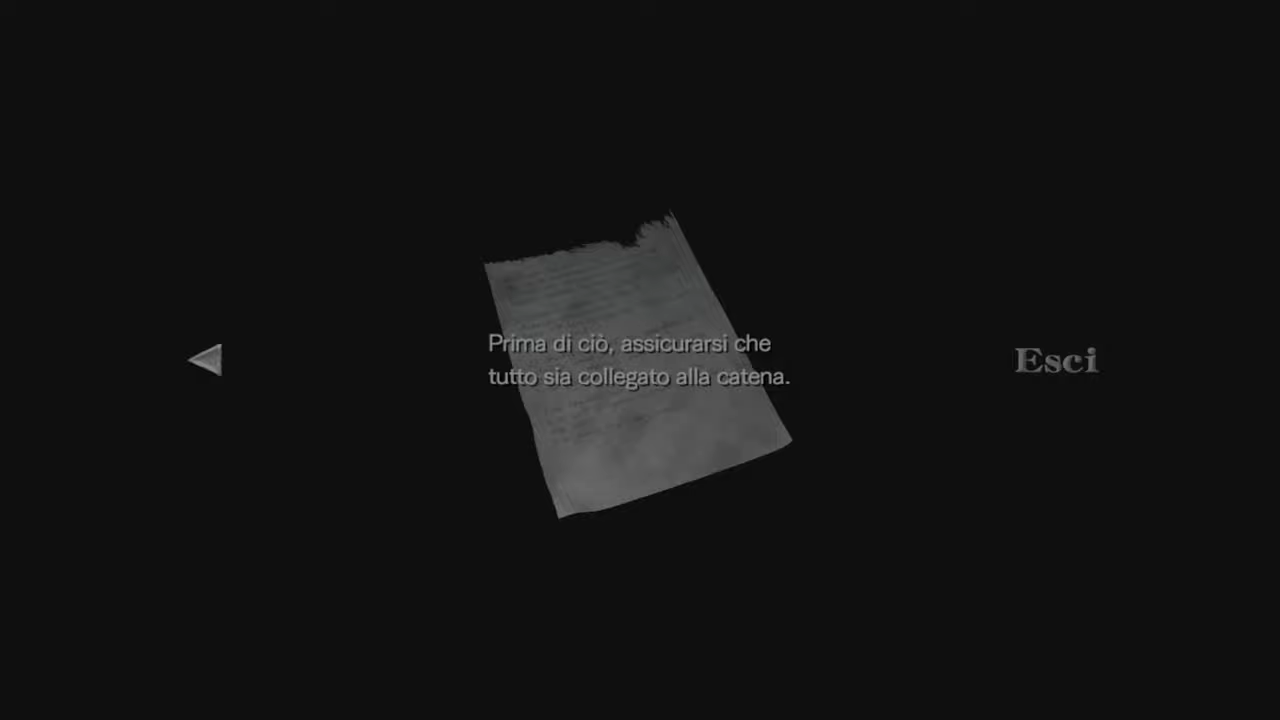 Prima di ciò, assicurarsi che
tutto sia collegato alla catena.
Esci